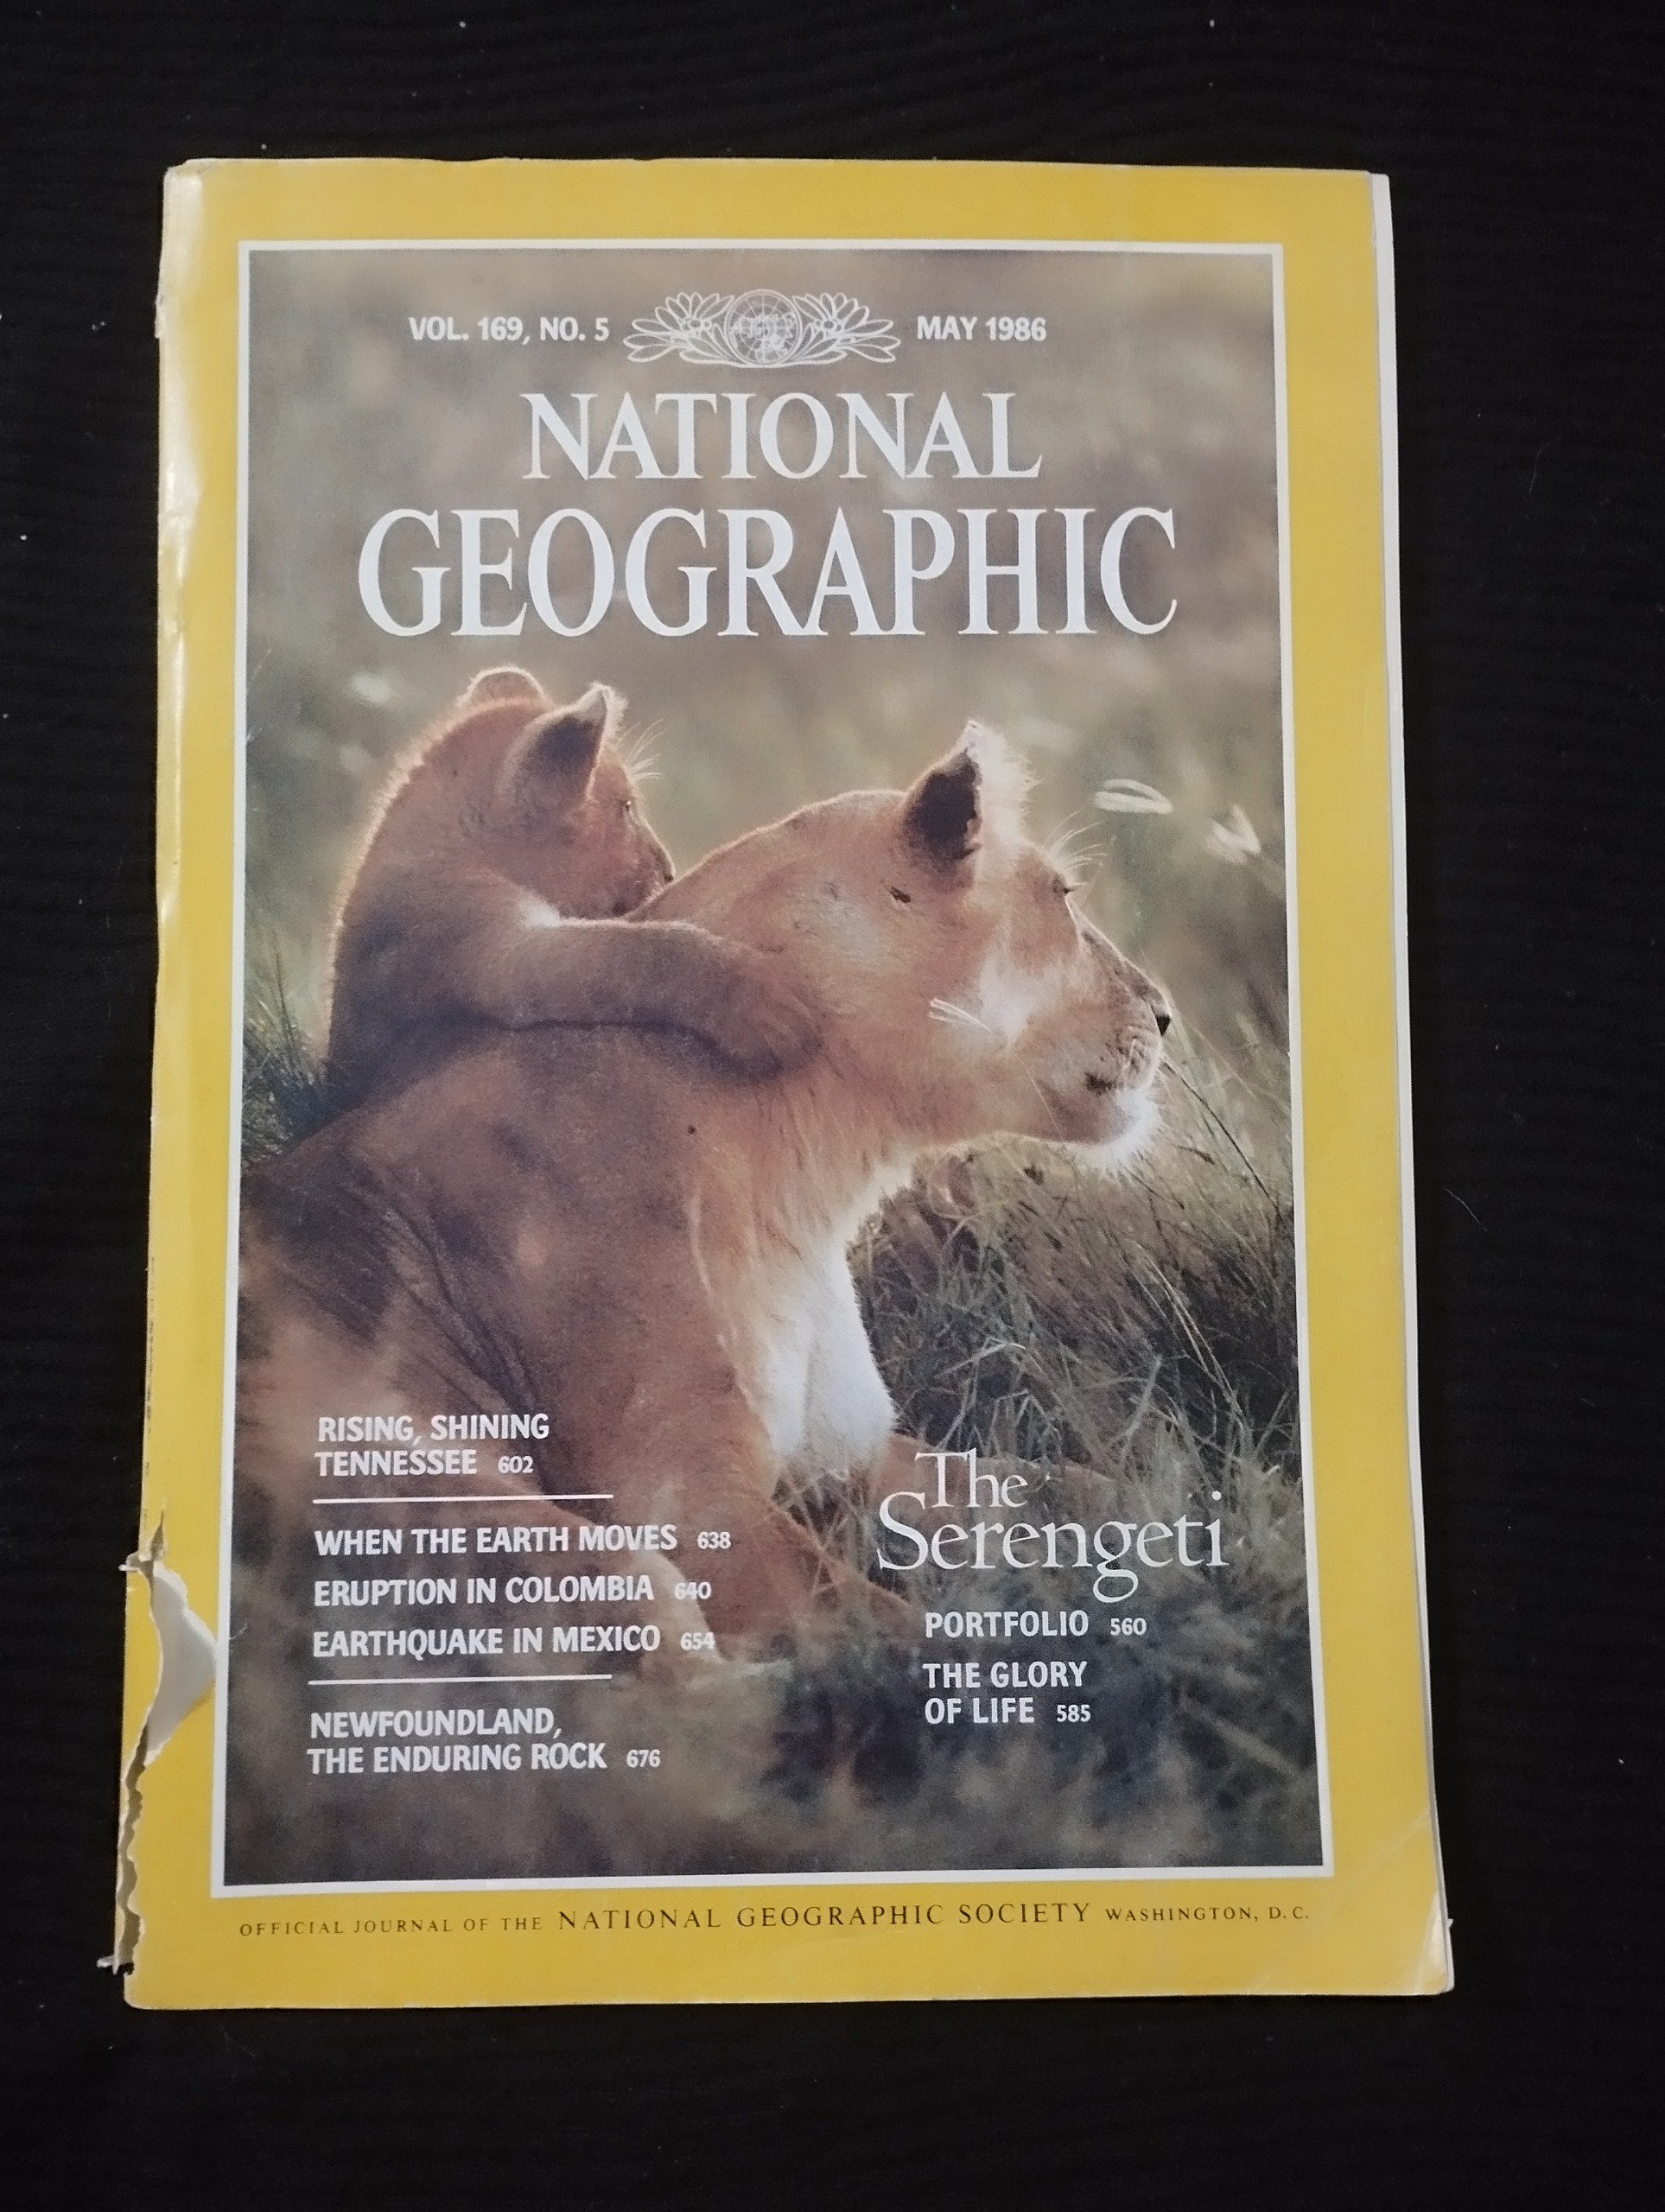 VOL. 169, NO. 5 MAY 1986
NATIONAL
GEOGRAPHIC
RISING, SHINING
TENNESSEE 602
WHEN THE EARTH MOVES 638
ERUPTION IN COLOMBIA 640
EARTHQUAKE IN MEXICO 654
NEWFOUNDLAND,
THE ENDURING ROCK 676
The
Serengeti
PORTFOLIO 560
THE GLORY
OF LIFE 585
OFFICIAL JOURNAL OF THE NATIONAL GEOGRAPHIC SOCIETY WASHINGTON, D.C.